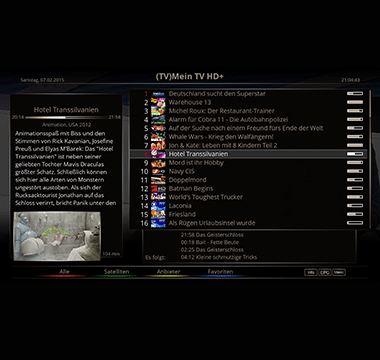 (TV)Mein TV HD+
Samstag, 07.02.2015
21:04:43
Hotel Transsilvanien
20:14
21:58
Animation, USA 2012
Animationsspaß mit Biss und den
Stimmen von Rick Kavanian, Josefine
Preuß und Elyas M'Barek: Das "Hotel
Transsilvanien" ist neben seiner
geliebten Tochter Mavis Draculas
größter Schatz. Schließlich können
sich hier alle Arten von Monstern
ungestört austoben. Als sich der
Rucksacktourist Jonathan auf das
Schloss verirrt, bricht Panik unter den
104 min
1 Deutschland sucht den Superstar
2 Warehouse 13
3 Michel Roux: Der Restaurant-Trainer
4 Alarm für Cobra 11 - Die Autobahnpolizei
5 Auf der Suche nach einem Freund fürs Ende der Welt
6 Whale Wars - Krieg den Walfängern!
7 Jon & Kate: Leben mit 8 Kindern Teil 2
8 Hotel Transsilvanien
9 Mord ist ihr Hobby
10 Navy CIS
11 Doppelmord
12 Batman Begins
13 World's Toughest Trucker
14 Laconia
15 Friesland
16 Als Rügen Urlaubsinsel wurde
21:58 Das Geisterschloss
00:18 Bait - Fette Beute
02:25 Das Geisterschloss
Es folgt: 04:12 Kleine schmutzige Tricks
Alle
Satelliten
Anbieter
Favoriten
Info
EPG
Menü